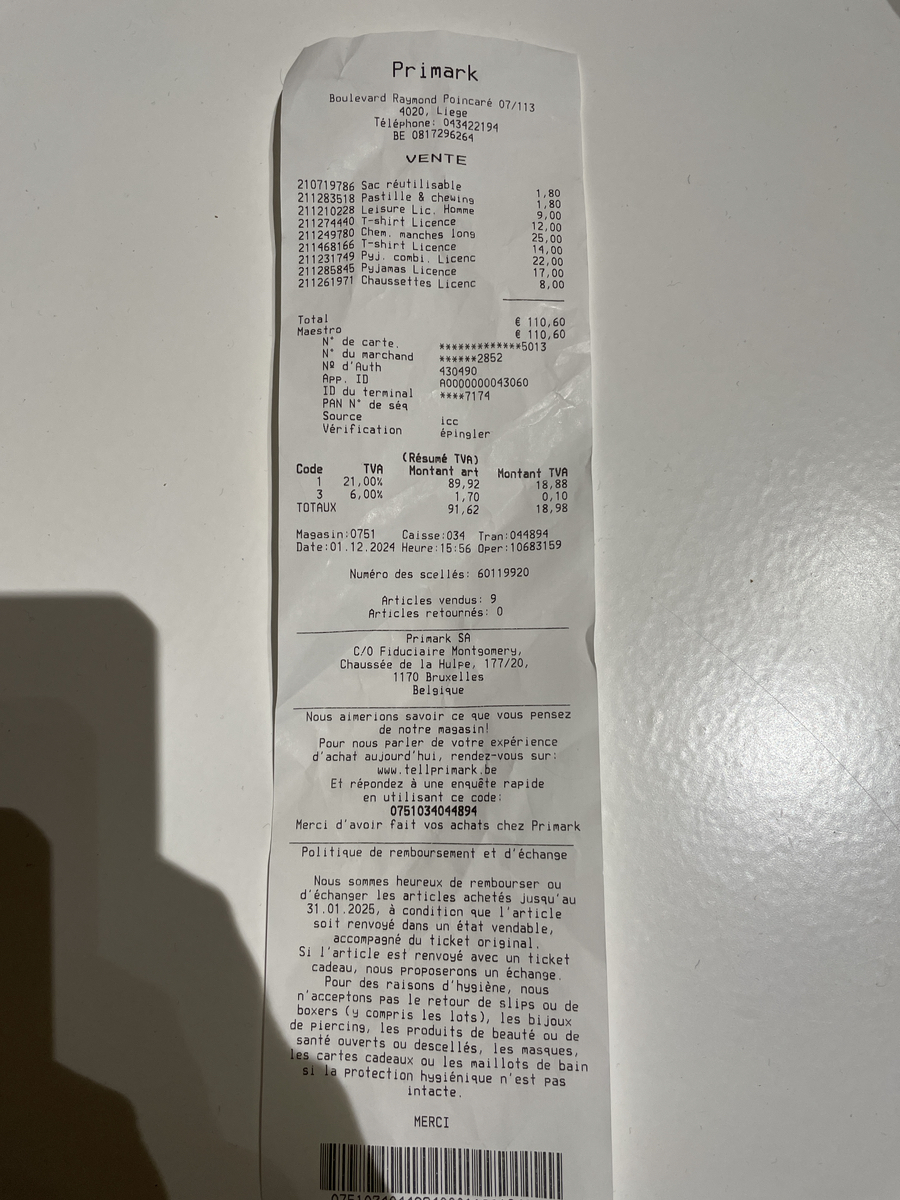 Primark
Boulevard Raymond Poincaré 07/113
4020, Liege
Téléphone: 043422194
BE 0817296264
VENTE
210719786 Sac réutilisable 1,80
211283518 Pastille & chewing 1,80
211210228 Leisure Lic. Homme 9,00
211274440 T-shirt Licence 12,00
211249780 Chem. manches long 25,00
211468166 T-shirt Licence 14,00
211231749 Pyj. combi. Licenc 22,00
211285845 Pyjamas Licence 17,00
211261971 Chaussettes Licenc 8,00
Total € 110,60
Maestro € 110,60
N° de carte. ************5013
N° du marchand ******2852
Nº d'Auth 430490
App. ID A0000000043060
ID du terminal ****7174
PAN N° de séq
Source icc
Vérification épingler
(Résumé TVA)
Code TVA Montant art Montant TVA
1 21,00% 89,92 18,88
3 6,00% 1,70 0,10
TOTAUX 91,62 18,98
Magasin:0751 Caisse:034 Tran:044894
Date:01.12.2024 Heure:15:56 Oper:10683159
Numéro des scellés: 60119920
Articles vendus: 9
Articles retournés: 0
Primark SA
C/O Fiduciaire Montgomery,
Chaussée de la Hulpe, 177/20,
1170 Bruxelles
Belgique
Nous aimerions savoir ce que vous pensez
de notre magasin!
Pour nous parler de votre expérience
d'achat aujourd'hui, rendez-vous sur:
www.tellprimark.be
Et répondez à une enquête rapide
en utilisant ce code:
0751034044894
Merci d'avoir fait vos achats chez Primark
Politique de remboursement et d'échange
Nous sommes heureux de rembourser ou
d'échanger les articles achetés jusqu'au
31.01.2025, à condition que l'article
soit renvoyé dans un état vendable,
accompagné du ticket original.
Si l'article est renvoyé avec un ticket
cadeau, nous proposerons un échange.
Pour des raisons d'hygiène, nous
n'acceptons pas le retour de slips ou de
boxers (y compris les lots), les bijoux
de piercing, les produits de beauté ou de
santé ouverts ou descellés, les masques,
les cartes cadeaux ou les maillots de bain
si la protection hygiénique n'est pas
intacte.
MERCI